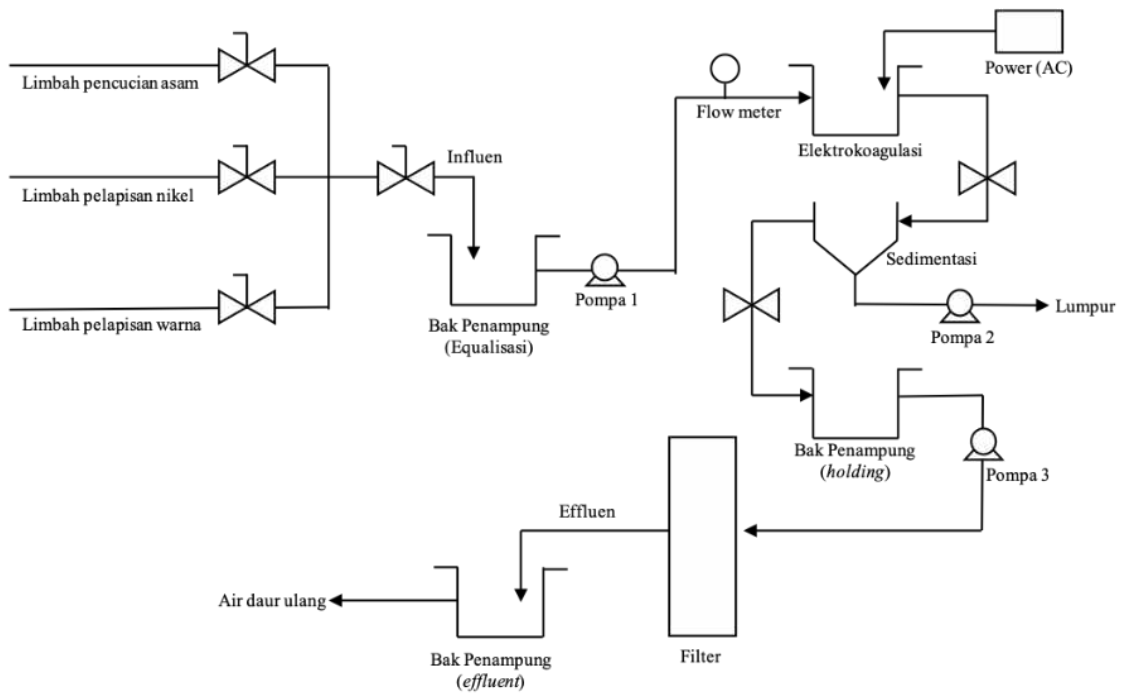 Limbah pencucian asam
Limbah pelapisan nikel
Limbah pelapisan warna
Influen
Bak Penampung
(Equalisasi)
Pompa 1
Flow meter
Power (AC)
Elektrokoagulasi
Sedimentasi
Pompa 2
Lumpur
Bak Penampung
(holding)
Pompa 3
Filter
Effluen
Bak Penampung
(effluent)
Air daur ulang